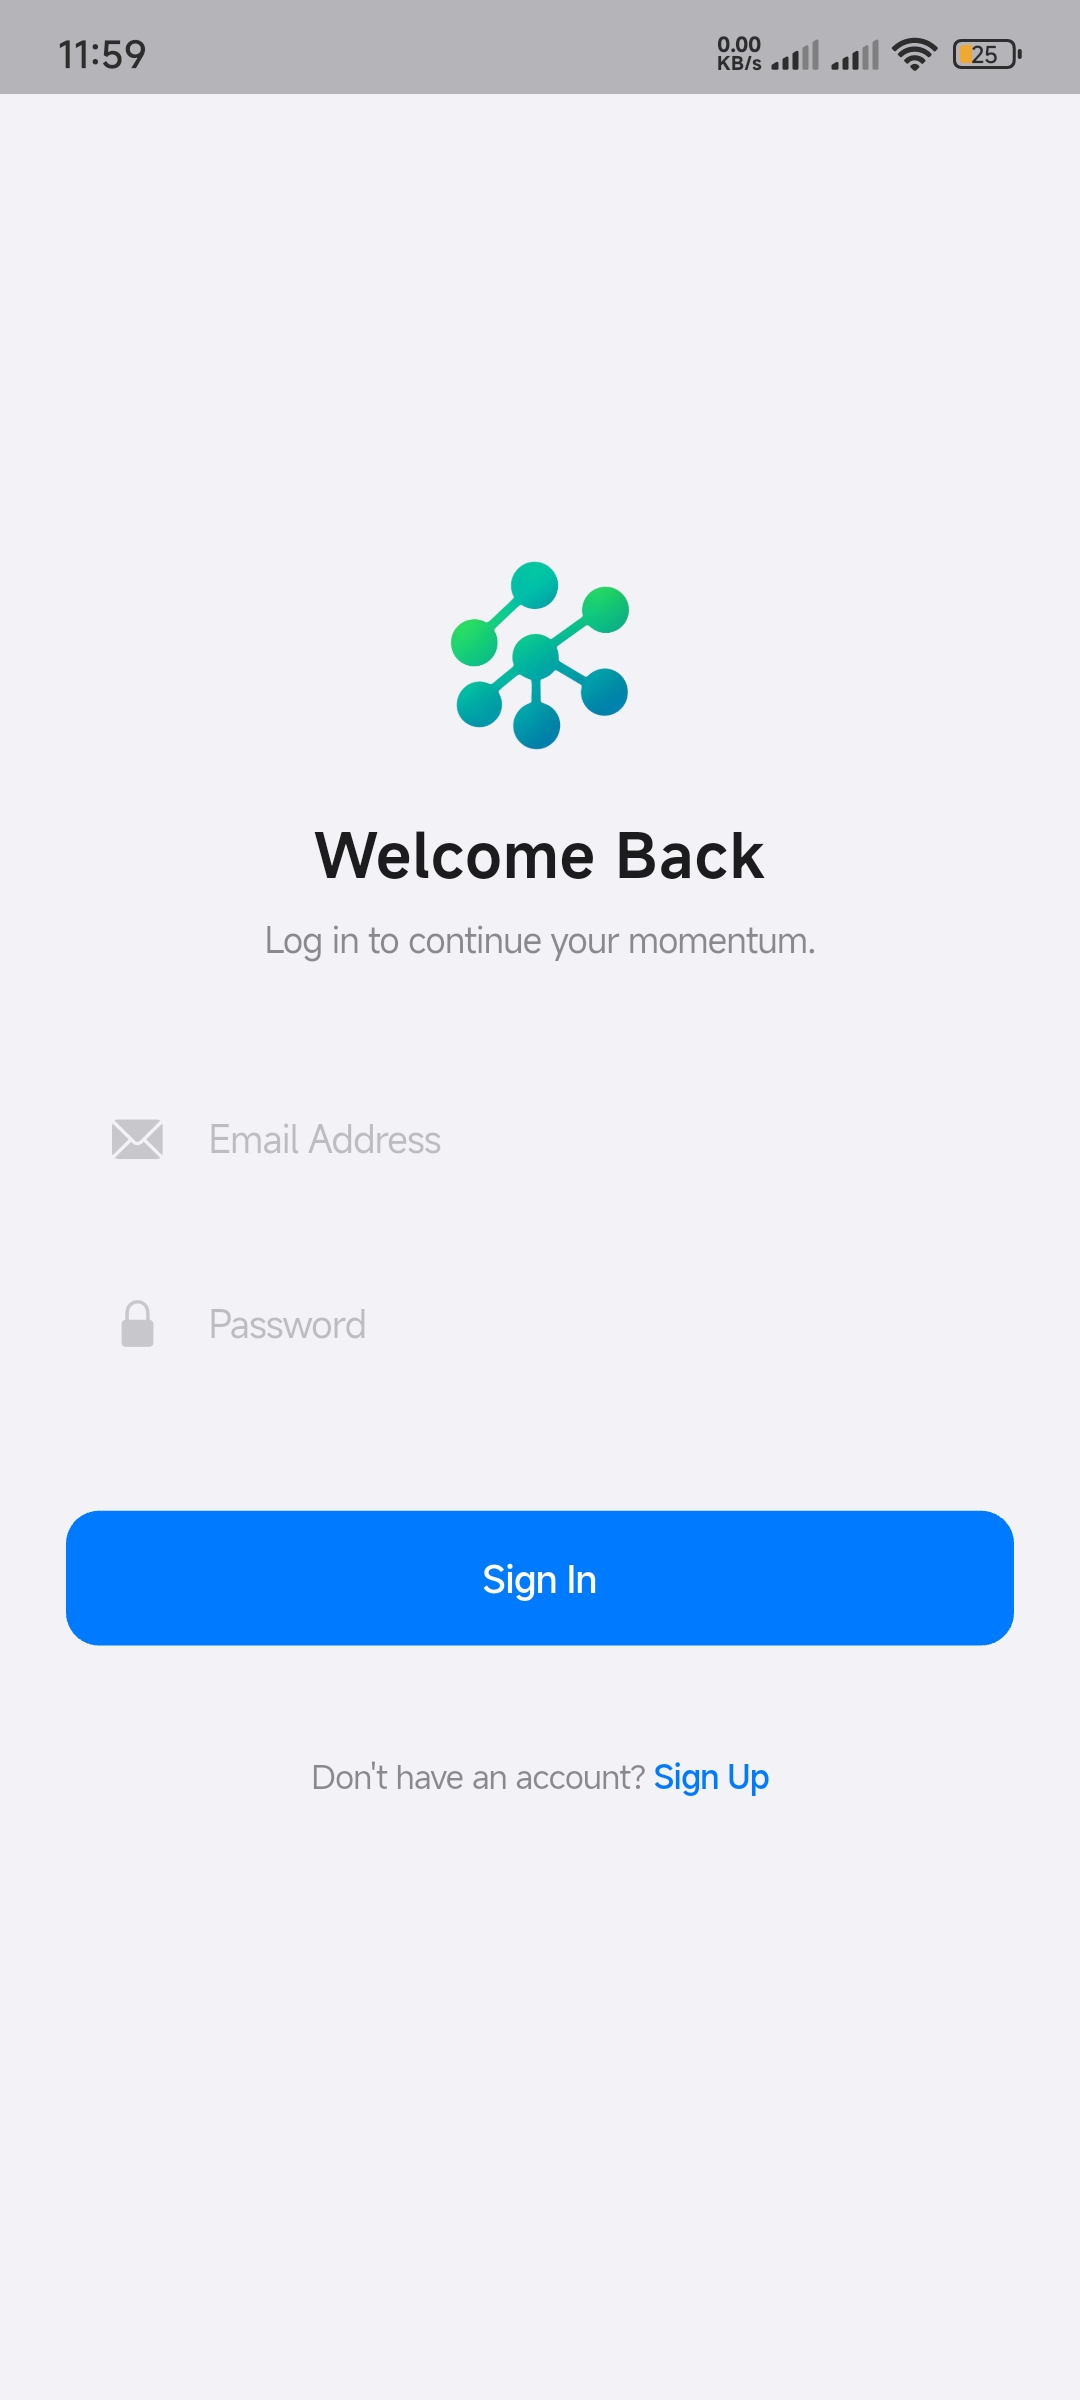 11:59
0.00
KB/s
25
Welcome Back
Log in to continue your momentum.
Email Address
Password
Sign In
Don't have an account? Sign Up